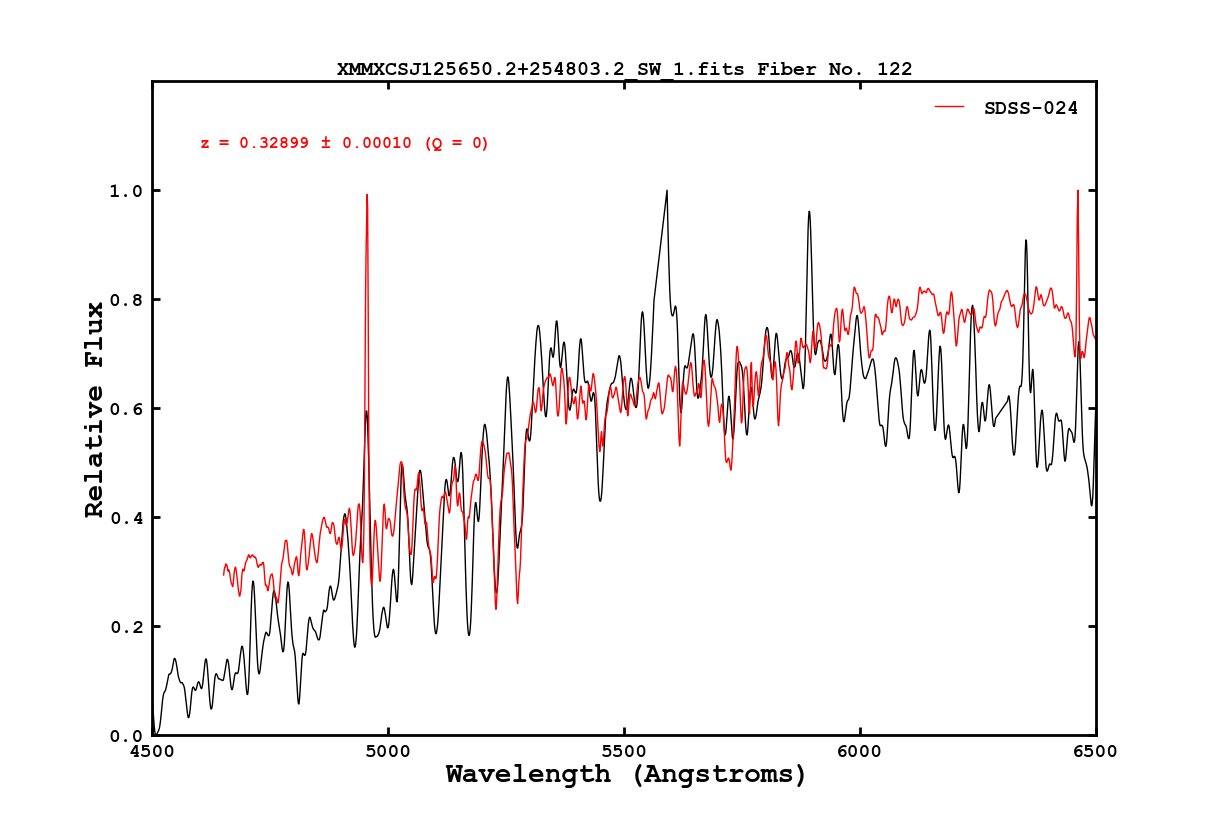 XMMXCSJ125650.2+254803.2_SW_1.fits Fiber No. 122
SDSS-024
z = 0.32899 ± 0.00010 (Q = 0)
1.0
0.8
0.6
0.4
0.2
0.0
Relative Flux
4500 5000 5500 6000 6500
Wavelength (Angstroms)